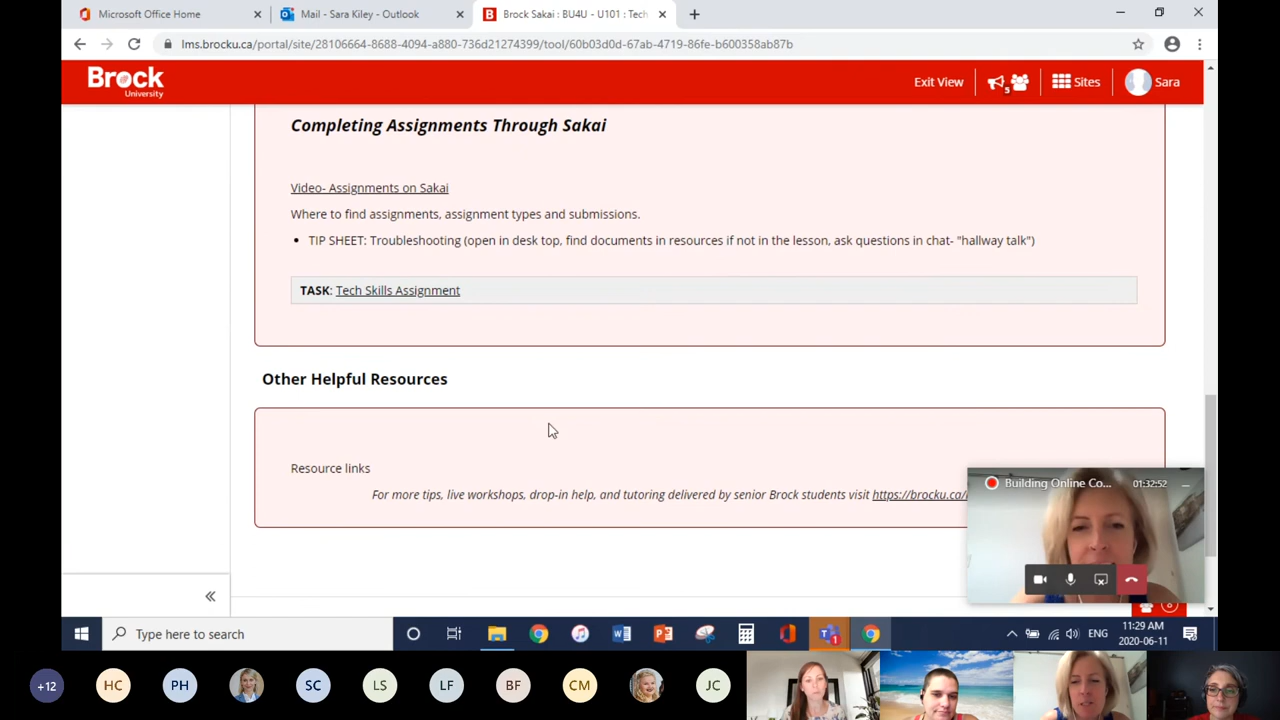 Microsoft Office Home
Mail - Sara Kiley - Outlook
Brock Sakai : BU4U - U101 : Tech
lms.brocku.ca/portal/site/28106664-8688-4094-a880-736d21274399/tool/60b03d0d-67ab-4719-86fe-b600358ab87b
Brock
University
Exit View
5
Sites
Sara
Completing Assignments Through Sakai
Video- Assignments on Sakai
Where to find assignments, assignment types and submissions.
• TIP SHEET: Troubleshooting (open in desk top, find documents in resources if not in the lesson, ask questions in chat- "hallway talk")
TASK: Tech Skills Assignment
Other Helpful Resources
Resource links
For more tips, live workshops, drop-in help, and tutoring delivered by senior Brock students visit https://brocku.ca/
Building Online Co...
01:32:52
Type here to search
ENG
11:29 AM
2020-06-11
+12
HC
PH
SC
LS
LF
BF
CM
JC